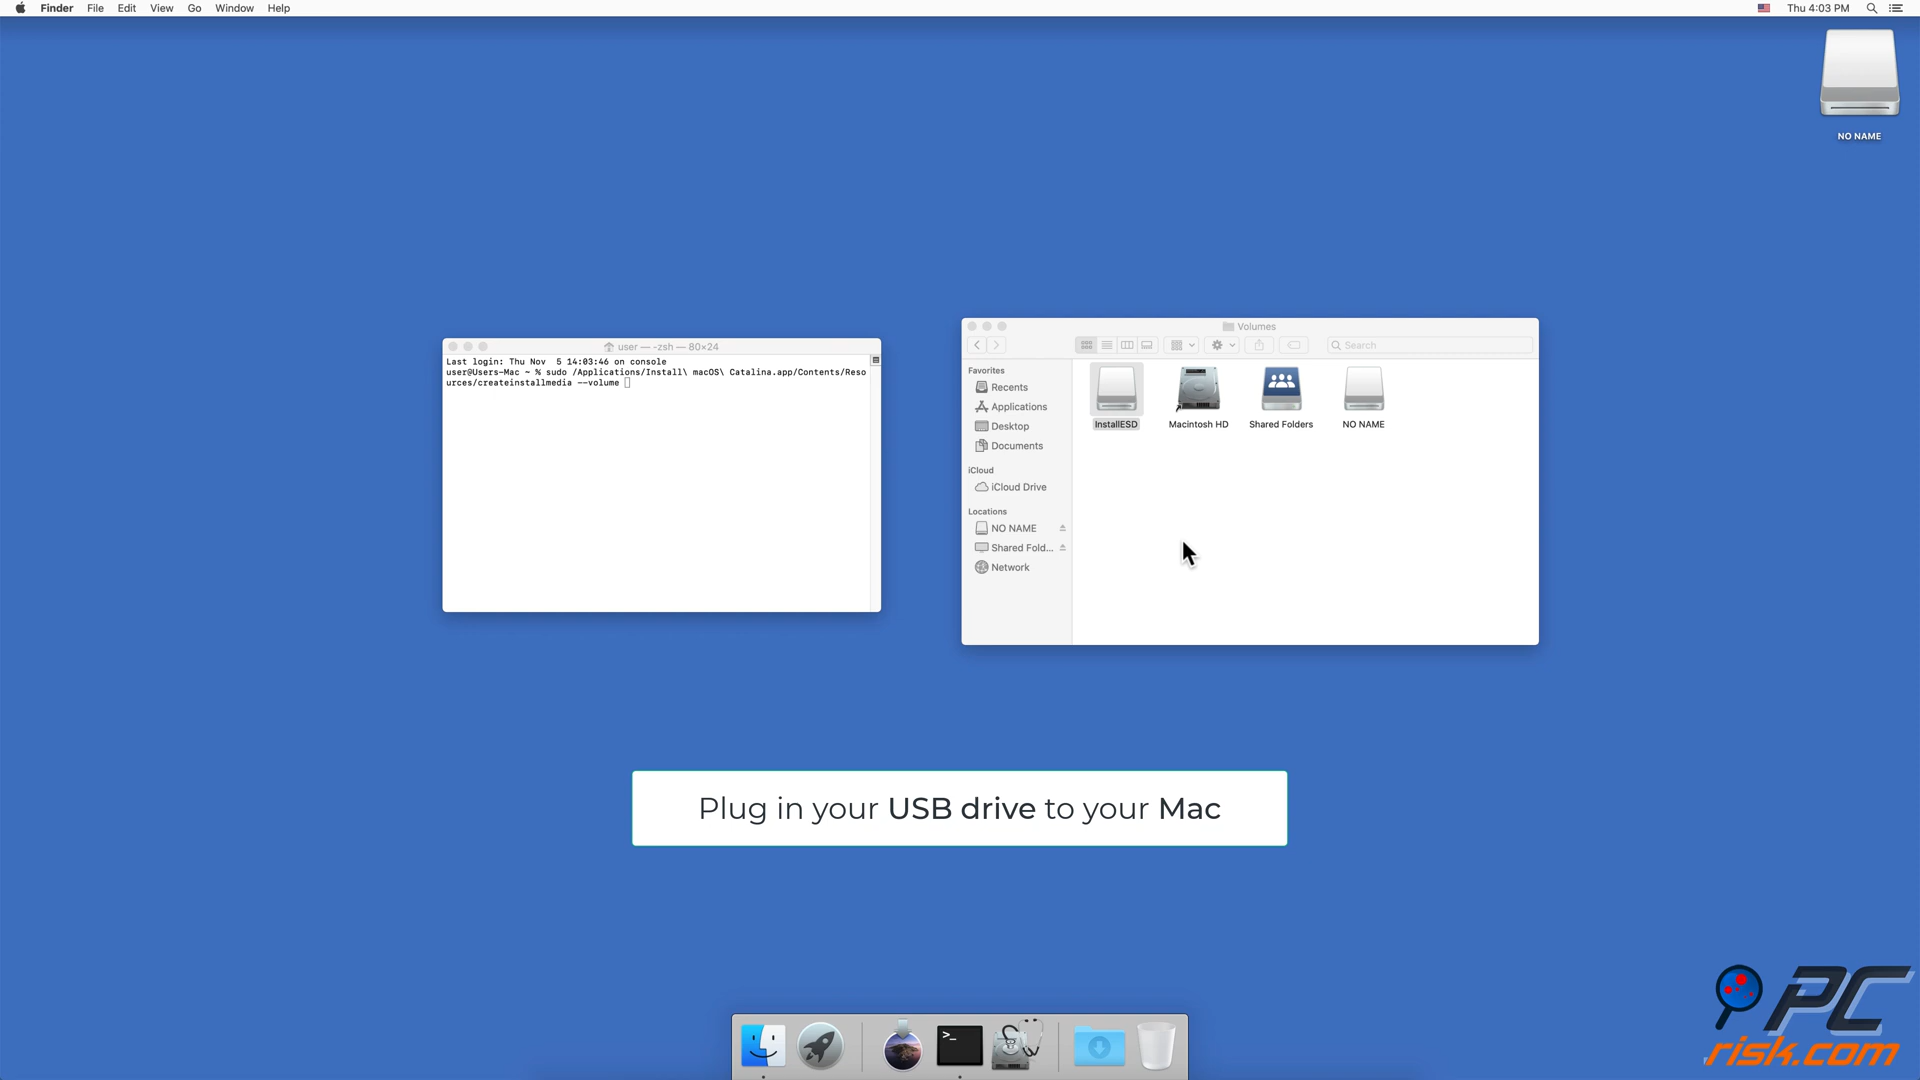 Finder File Edit View Go Window Help
Thu 4:03 PM
NO NAME
user — -zsh — 80×24
Last login: Thu Nov  5 14:03:46 on console
user@Users-Mac ~ % sudo /Applications/Install\ macOS\ Catalina.app/Contents/Reso
urces/createinstallmedia --volume
Volumes
Search
Favorites
Recents
Applications
Desktop
Documents
iCloud
iCloud Drive
Locations
NO NAME
Shared Fold...
Network
InstallESD Macintosh HD Shared Folders NO NAME
Plug in your USB drive to your Mac
>_
PC
risk.com